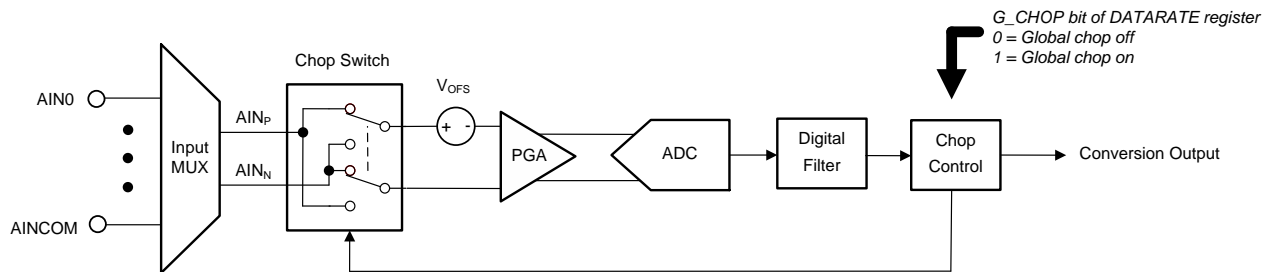 G_CHOP bit of DATARATE register
0 = Global chop off
1 = Global chop on
Chop Switch
VOFS
AIN0
AINP
Input
MUX
AINN
AINCOM
+ -
PGA
ADC
Digital
Filter
Chop
Control
Conversion Output